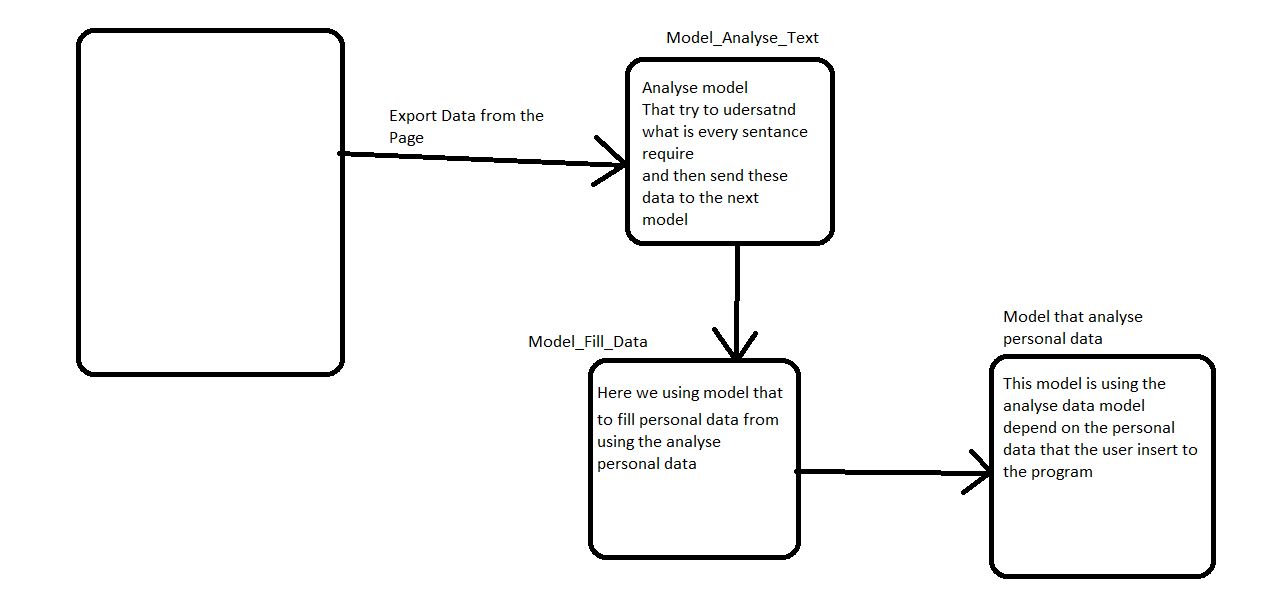 Model_Analyse_Text
Export Data from the
Page
Analyse model
That try to udersatnd
what is every sentance
require
and then send these
data to the next
model
Model_Fill_Data
Here we using model that
to fill personal data from
using the analyse
personal data
Model that analyse
personal data
This model is using the
analyse data model
depend on the personal
data that the user insert to
the program